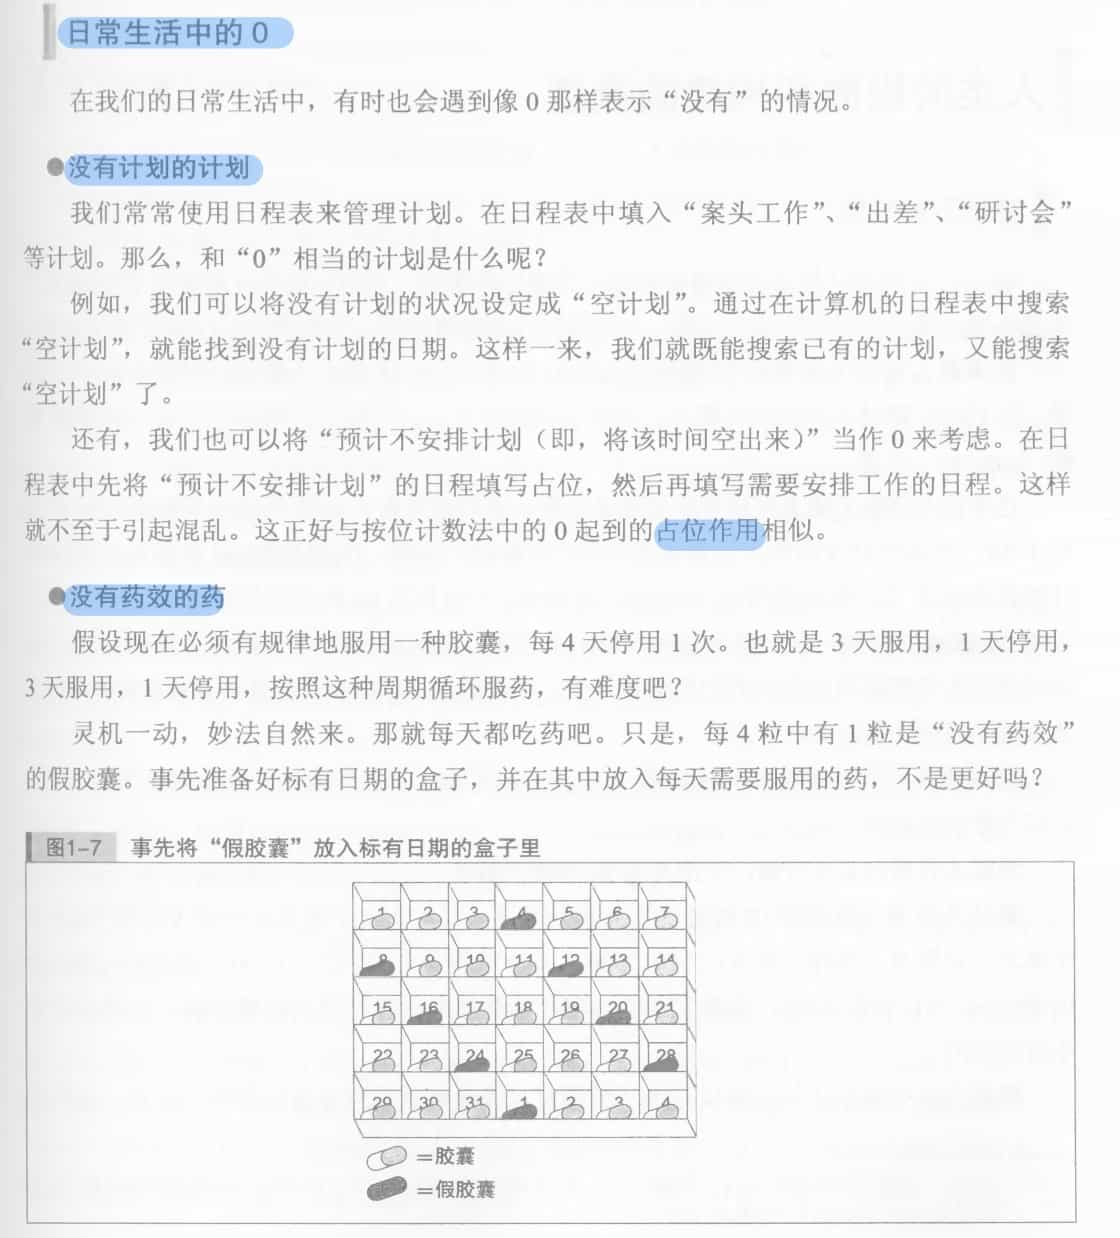 日常生活中的 0
在我们的日常生活中，有时也会遇到像 0 那样表示“没有”的情况。
●没有计划的计划
我们常常使用日程表来管理计划。在日程表中填入“案头工作”、“出差”、“研讨会”
等计划。那么，和“0”相当的计划是什么呢？
例如，我们可以将没有计划的状况设定成“空计划”。通过在计算机的日程表中搜索
“空计划”，就能找到没有计划的日期。这样一来，我们就既能搜索已有的计划，又能搜索
“空计划”了。
还有，我们也可以将“预计不安排计划（即，将该时间空出来）”当作 0 来考虑。在日
程表中先将“预计不安排计划”的日程填写占位，然后再填写需要安排工作的日程。这样
就不至于引起混乱。这正好与按位计数法中的 0 起到的占位作用相似。
●没有药效的药
假设现在必须有规律地服用一种胶囊，每 4 天停用 1 次。也就是 3 天服用，1 天停用，
3 天服用，1 天停用，按照这种周期循环服药，有难度吧？
灵机一动，妙法自然来。那就每天都吃药吧。只是，每 4 粒中有 1 粒是“没有药效”
的假胶囊。事先准备好标有日期的盒子，并在其中放入每天需要服用的药，不是更好吗？
图1-7 事先将“假胶囊”放入标有日期的盒子里
1 2 3 4 5 6 7
8 9 10 11 12 13 14
15 16 17 18 19 20 21
22 23 24 25 26 27 28
29 30 31 1 2 3 4
=胶囊
=假胶囊